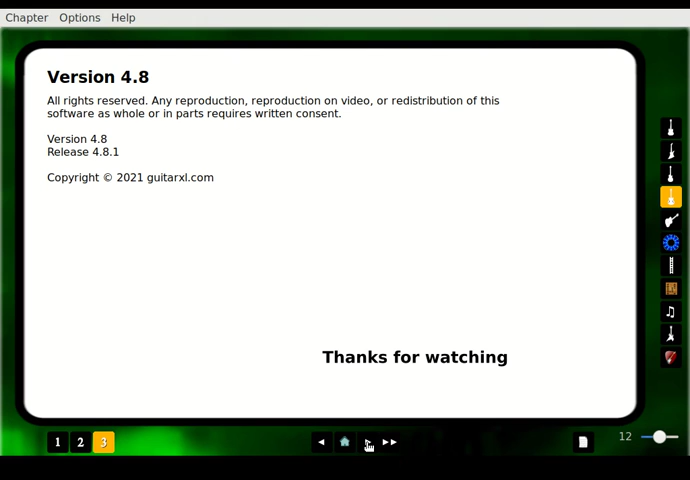 Chapter Options Help
Version 4.8
All rights reserved. Any reproduction, reproduction on video, or redistribution of this
software as whole or in parts requires written consent.
Version 4.8
Release 4.8.1
Copyright © 2021 guitarxl.com
Thanks for watching
1 2 3
12